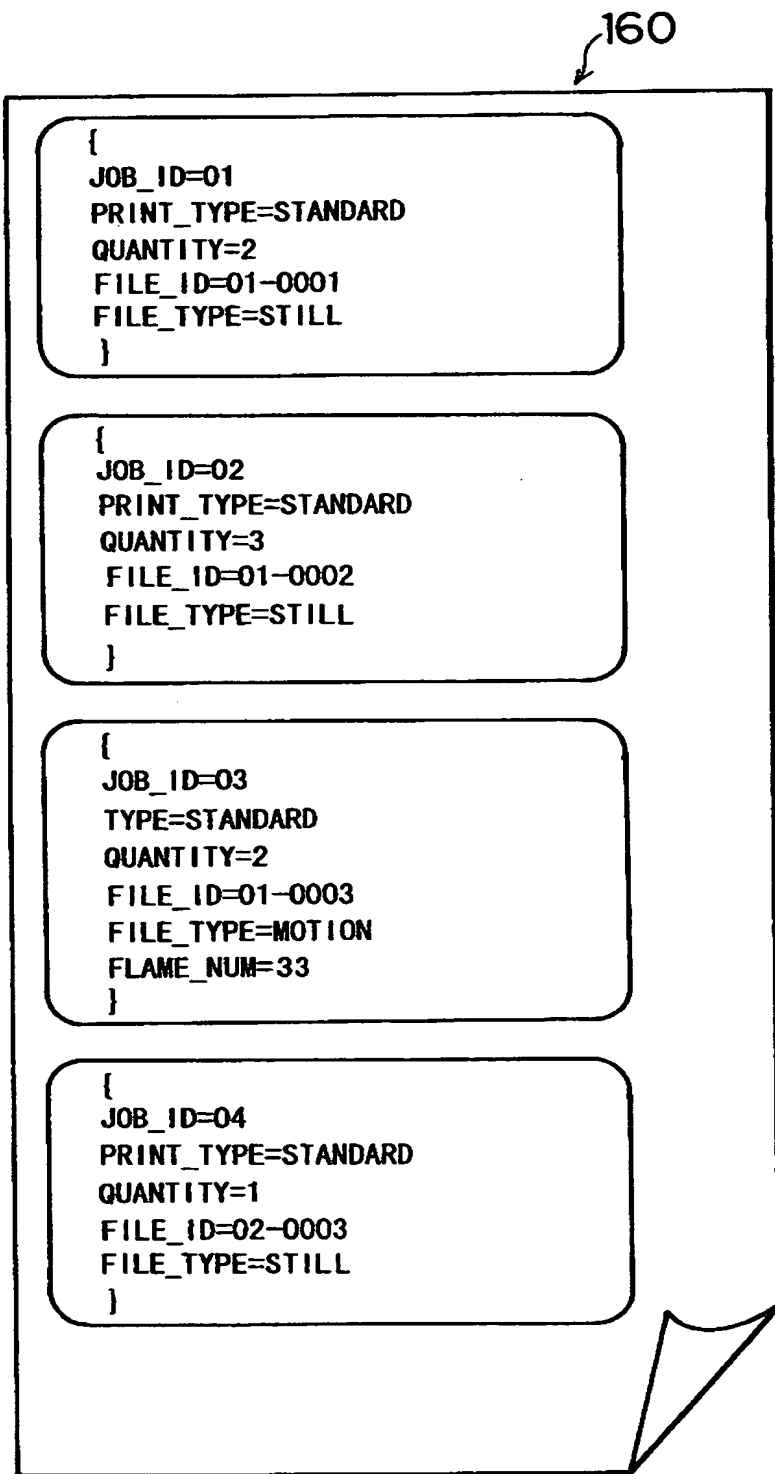 160
{
JOB_ID=01
PRINT_TYPE=STANDARD
QUANTITY=2
FILE_ID=01-0001
FILE_TYPE=STILL
}
{
JOB_ID=02
PRINT_TYPE=STANDARD
QUANTITY=3
FILE_ID=01-0002
FILE_TYPE=STILL
}
{
JOB_ID=03
TYPE=STANDARD
QUANTITY=2
FILE_ID=01-0003
FILE_TYPE=MOTION
FLAME_NUM=33
}
{
JOB_ID=04
PRINT_TYPE=STANDARD
QUANTITY=1
FILE_ID=02-0003
FILE_TYPE=STILL
}